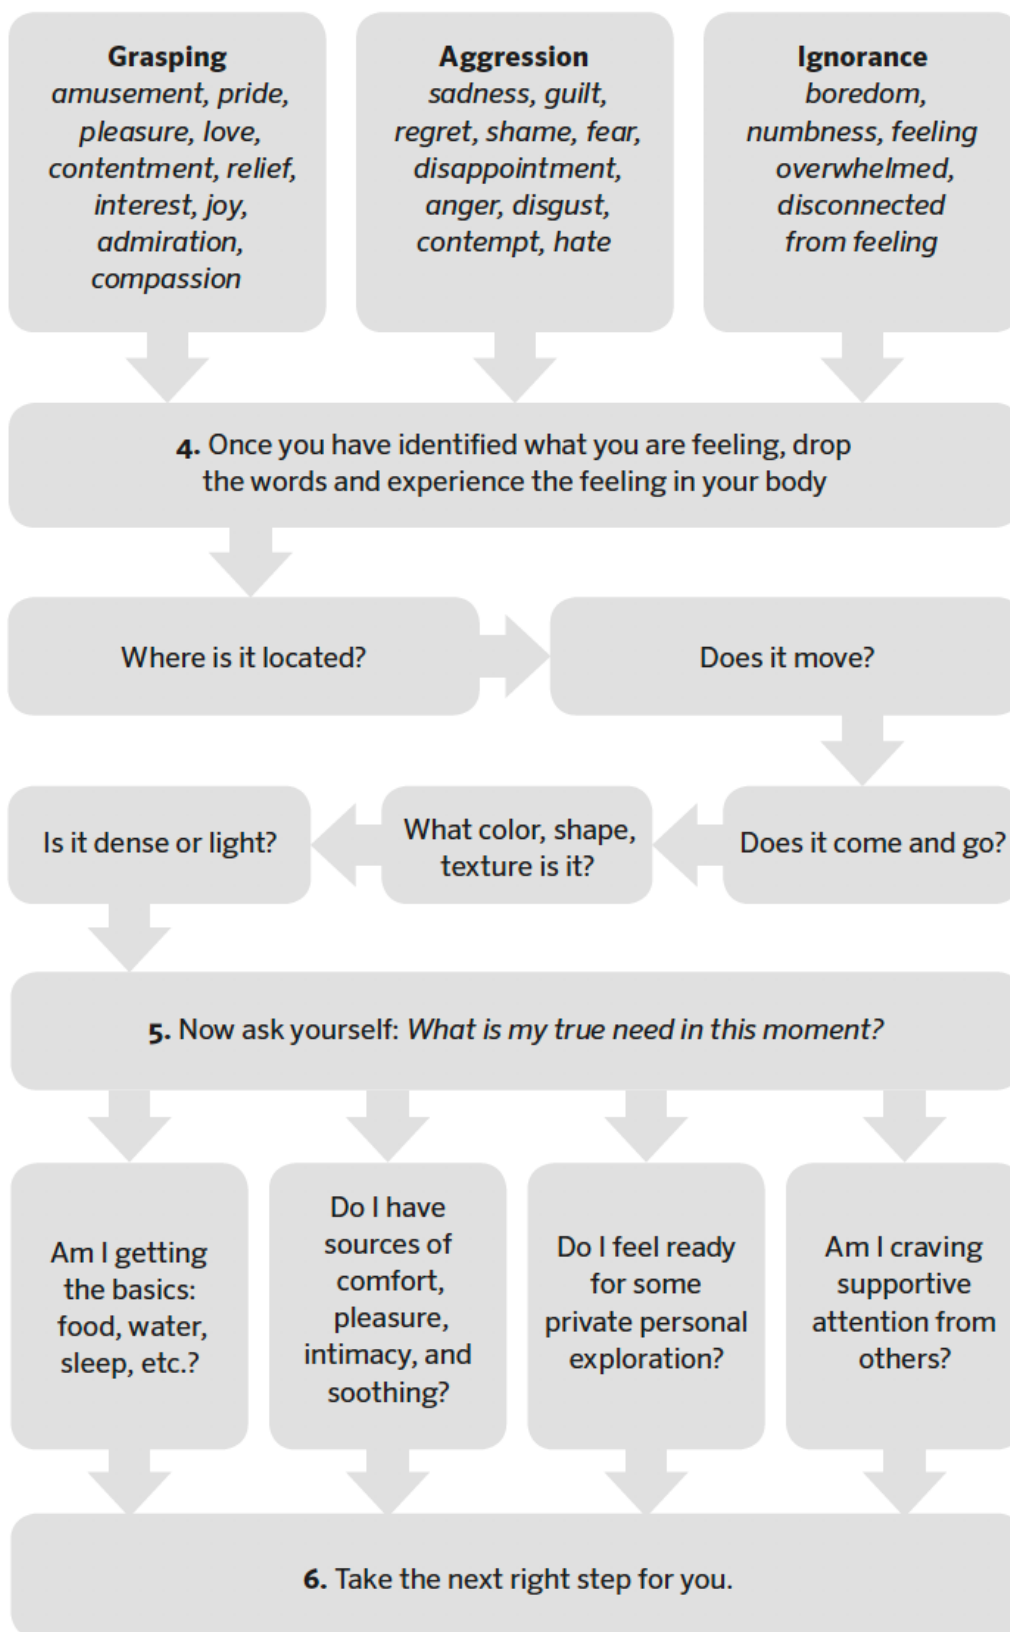 Grasping
amusement, pride,
pleasure, love,
contentment, relief,
interest, joy,
admiration,
compassion
Aggression
sadness, guilt,
regret, shame, fear,
disappointment,
anger, disgust,
contempt, hate
Ignorance
boredom,
numbness, feeling
overwhelmed,
disconnected
from feeling
4. Once you have identified what you are feeling, drop
the words and experience the feeling in your body
Where is it located?
Does it move?
Does it come and go?
What color, shape,
texture is it?
Is it dense or light?
5. Now ask yourself: What is my true need in this moment?
Am I getting
the basics:
food, water,
sleep, etc.?
Do I have
sources of
comfort,
pleasure,
intimacy, and
soothing?
Do I feel ready
for some
private personal
exploration?
Am I craving
supportive
attention from
others?
6. Take the next right step for you.